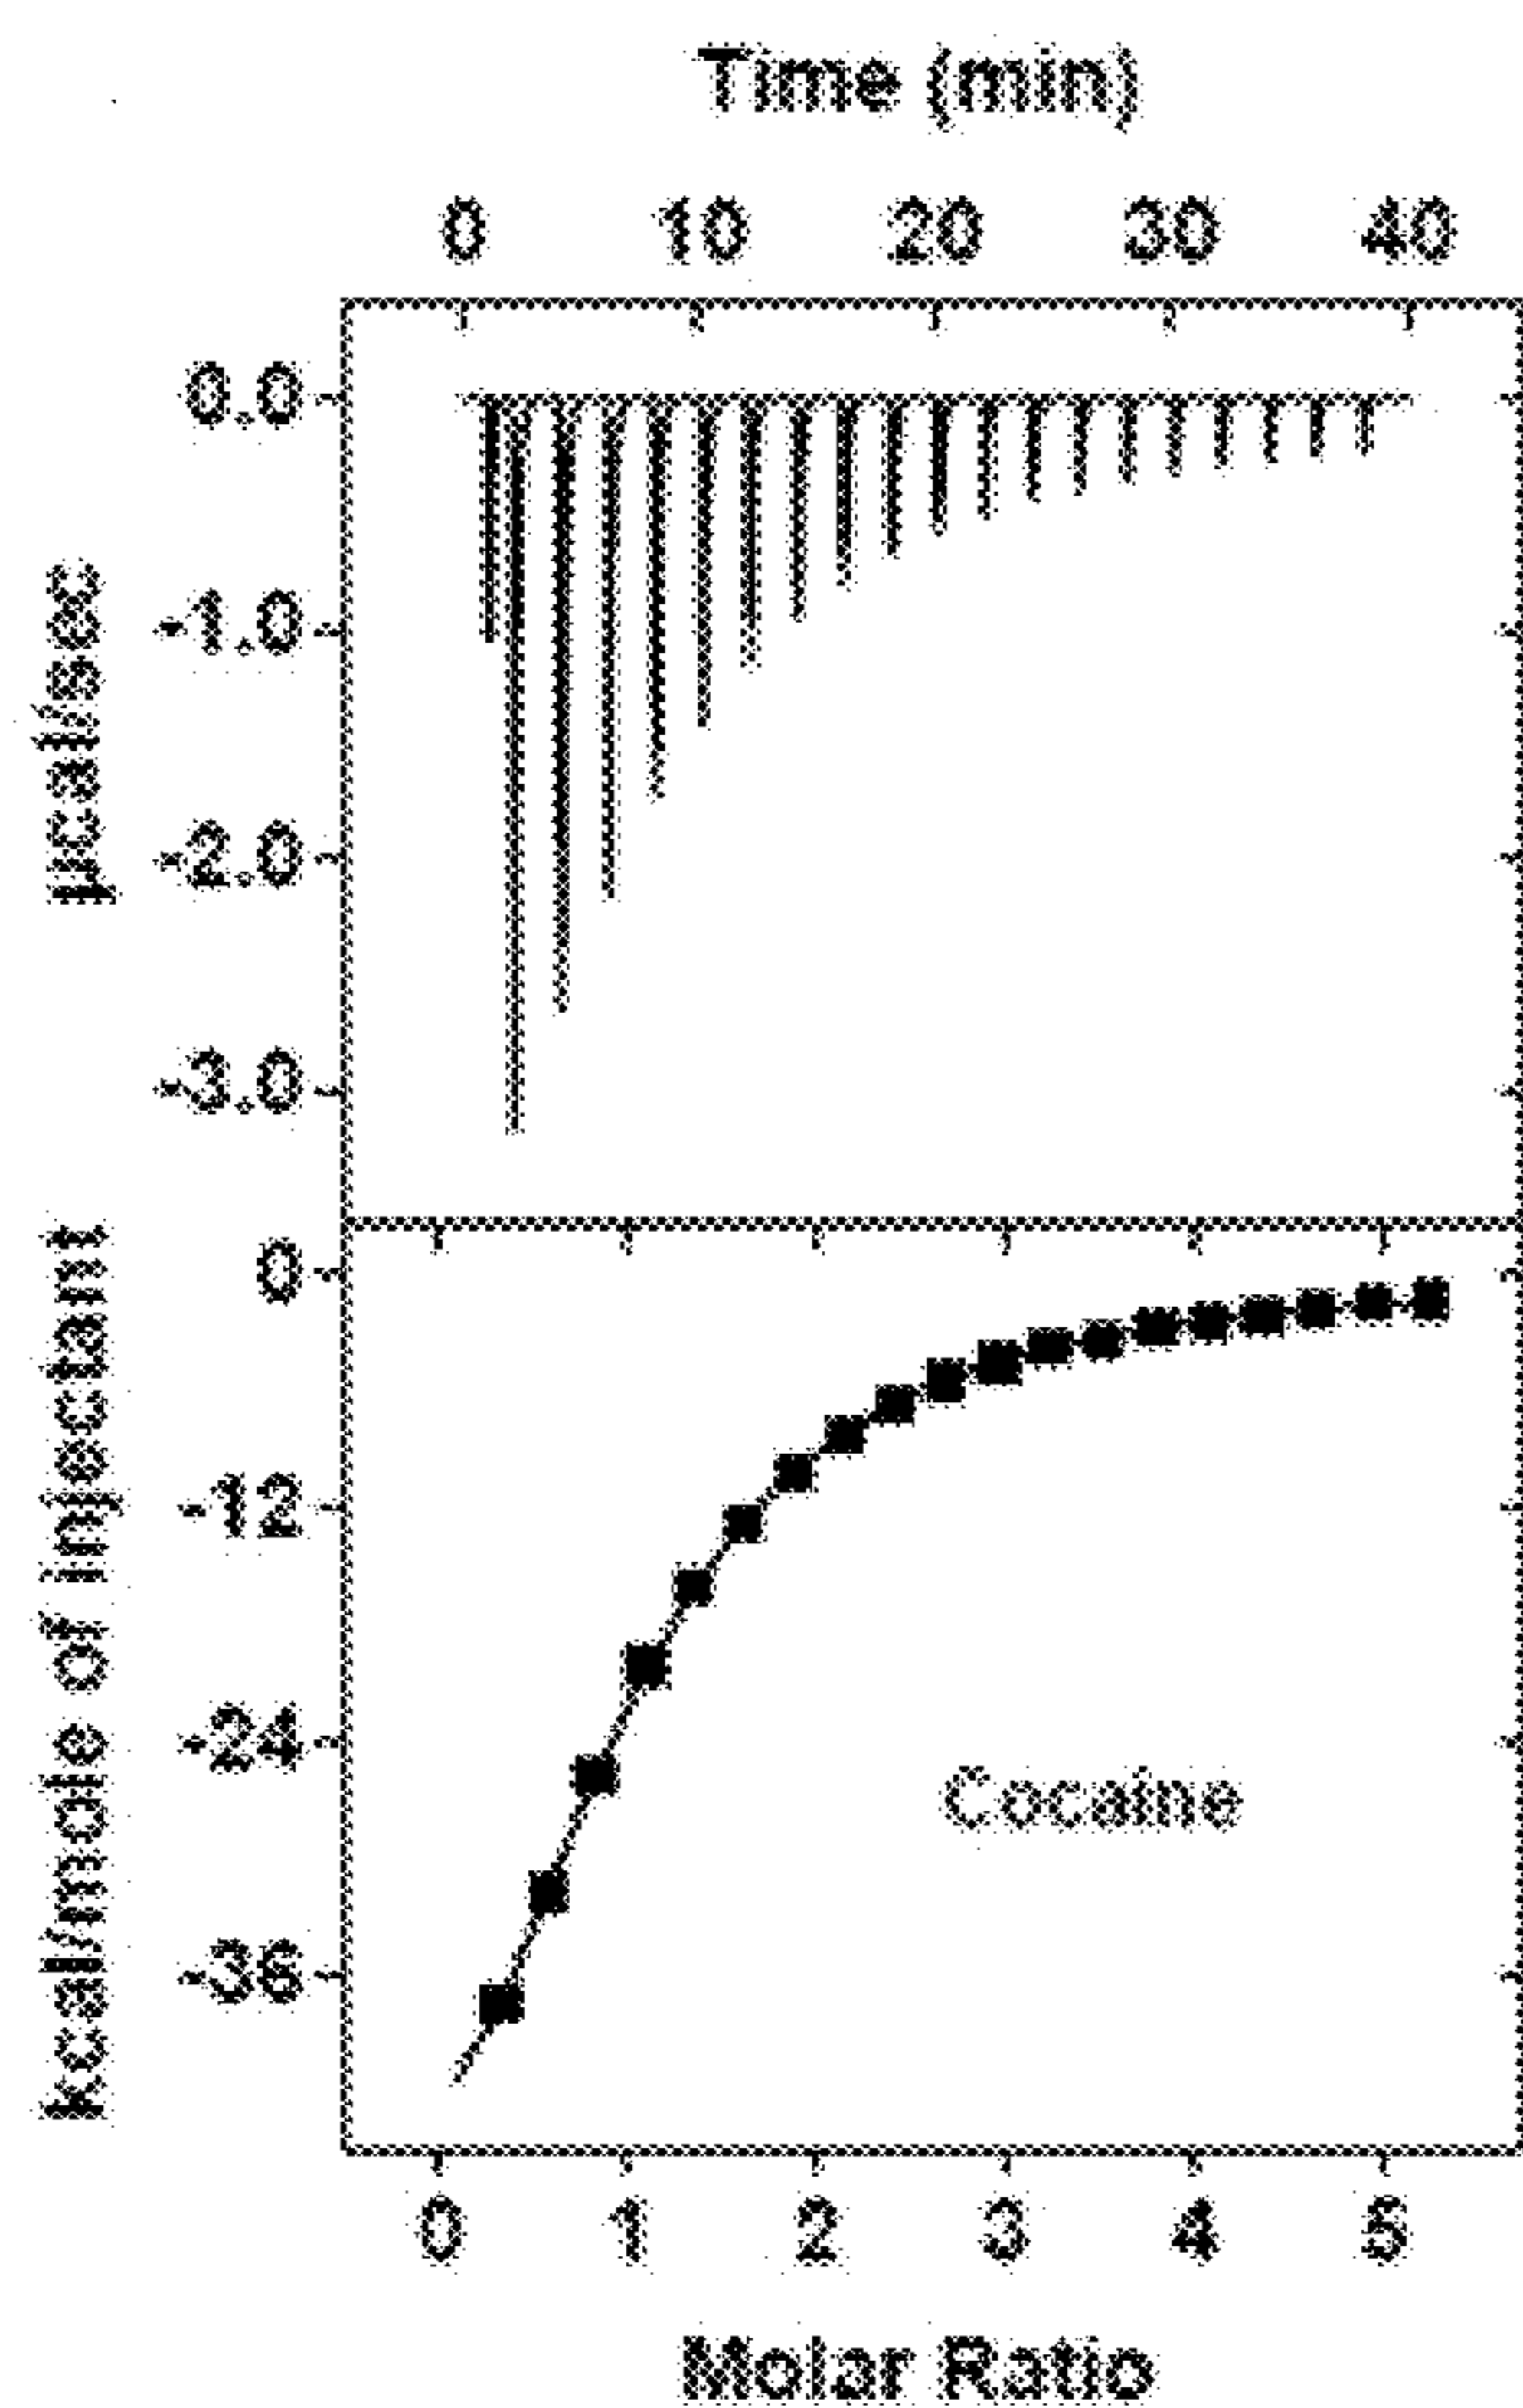 Time (min)
0 10 20 30 40
µcal/sec
0.0
-1.0
-2.0
-3.0
kcal/mole of injectant
0
-12
-24
-36
Cocaine
0 1 2 3 4 5
Molar Ratio